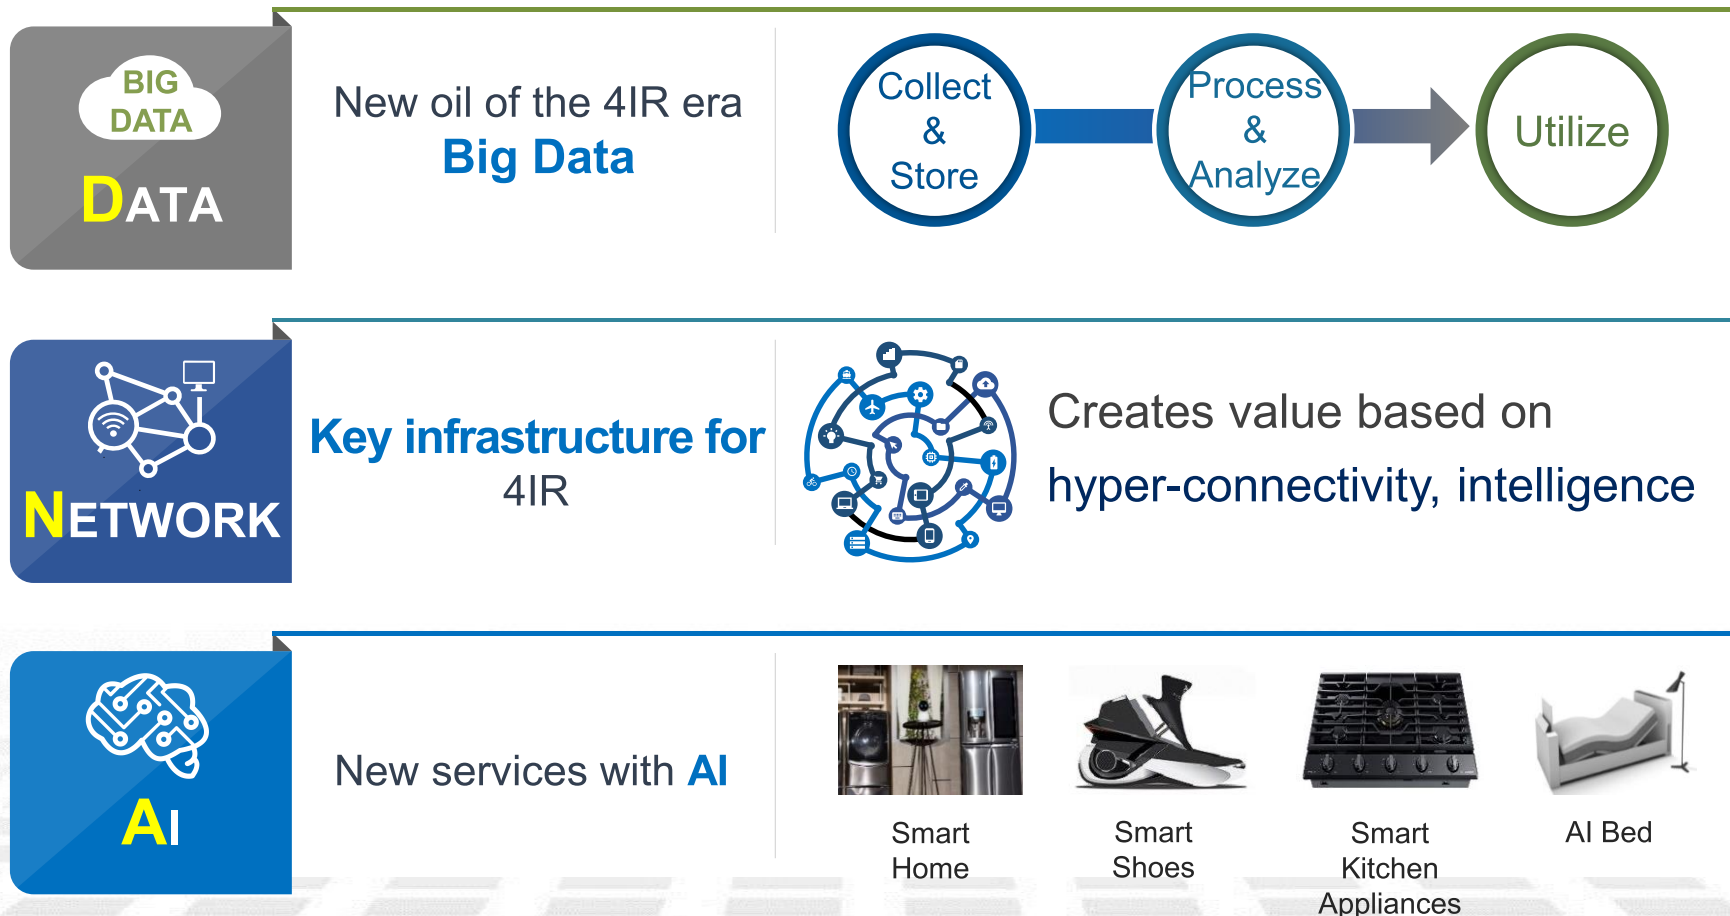 BIG
DATA
DATA
New oil of the 4IR era
Big Data
Collect
&
Store
Process
&
Analyze
Utilize
NETWORK
Key infrastructure for
4IR
Creates value based on
hyper-connectivity, intelligence
AI
New services with AI
Smart
Home
Smart
Shoes
Smart
Kitchen
Appliances
AI Bed